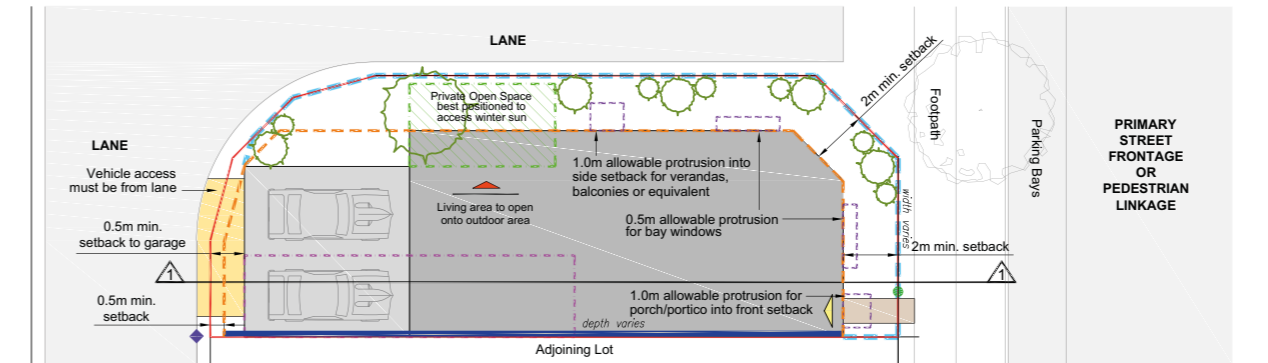 LANE
2m min. setback
Private Open Space
best positioned to
access winter sun
Footpath
Parking Bays
PRIMARY
STREET
FRONTAGE
OR
PEDESTRIAN
LINKAGE
LANE
Vehicle access
must be from lane
1.0m allowable protrusion into
side setback for verandas,
balconies or equivalent
Living area to open
onto outdoor area
0.5m allowable protrusion
for bay windows
width varies
0.5m min.
setback to garage
2m min. setback
1
1
0.5m min.
setback
1.0m allowable protrusion for
porch/portico into front setback
depth varies
Adjoining Lot